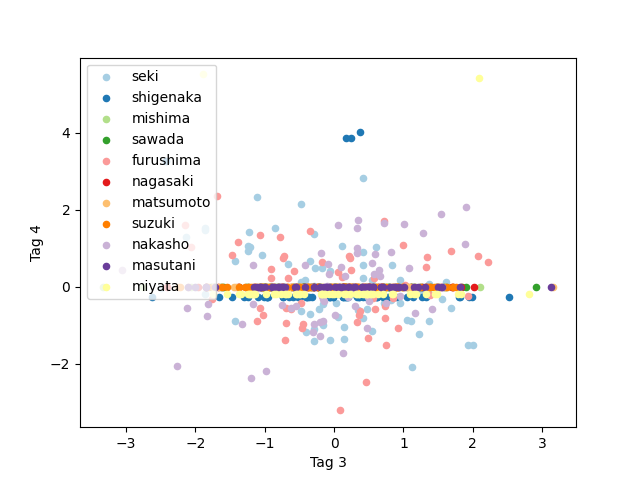 seki
shigenaka
mishima
sawada
furushima
nagasaki
matsumoto
suzuki
nakasho
masutani
miyata
Tag 4
4
2
0
−2
−3
−2
−1
0
1
2
3
Tag 3